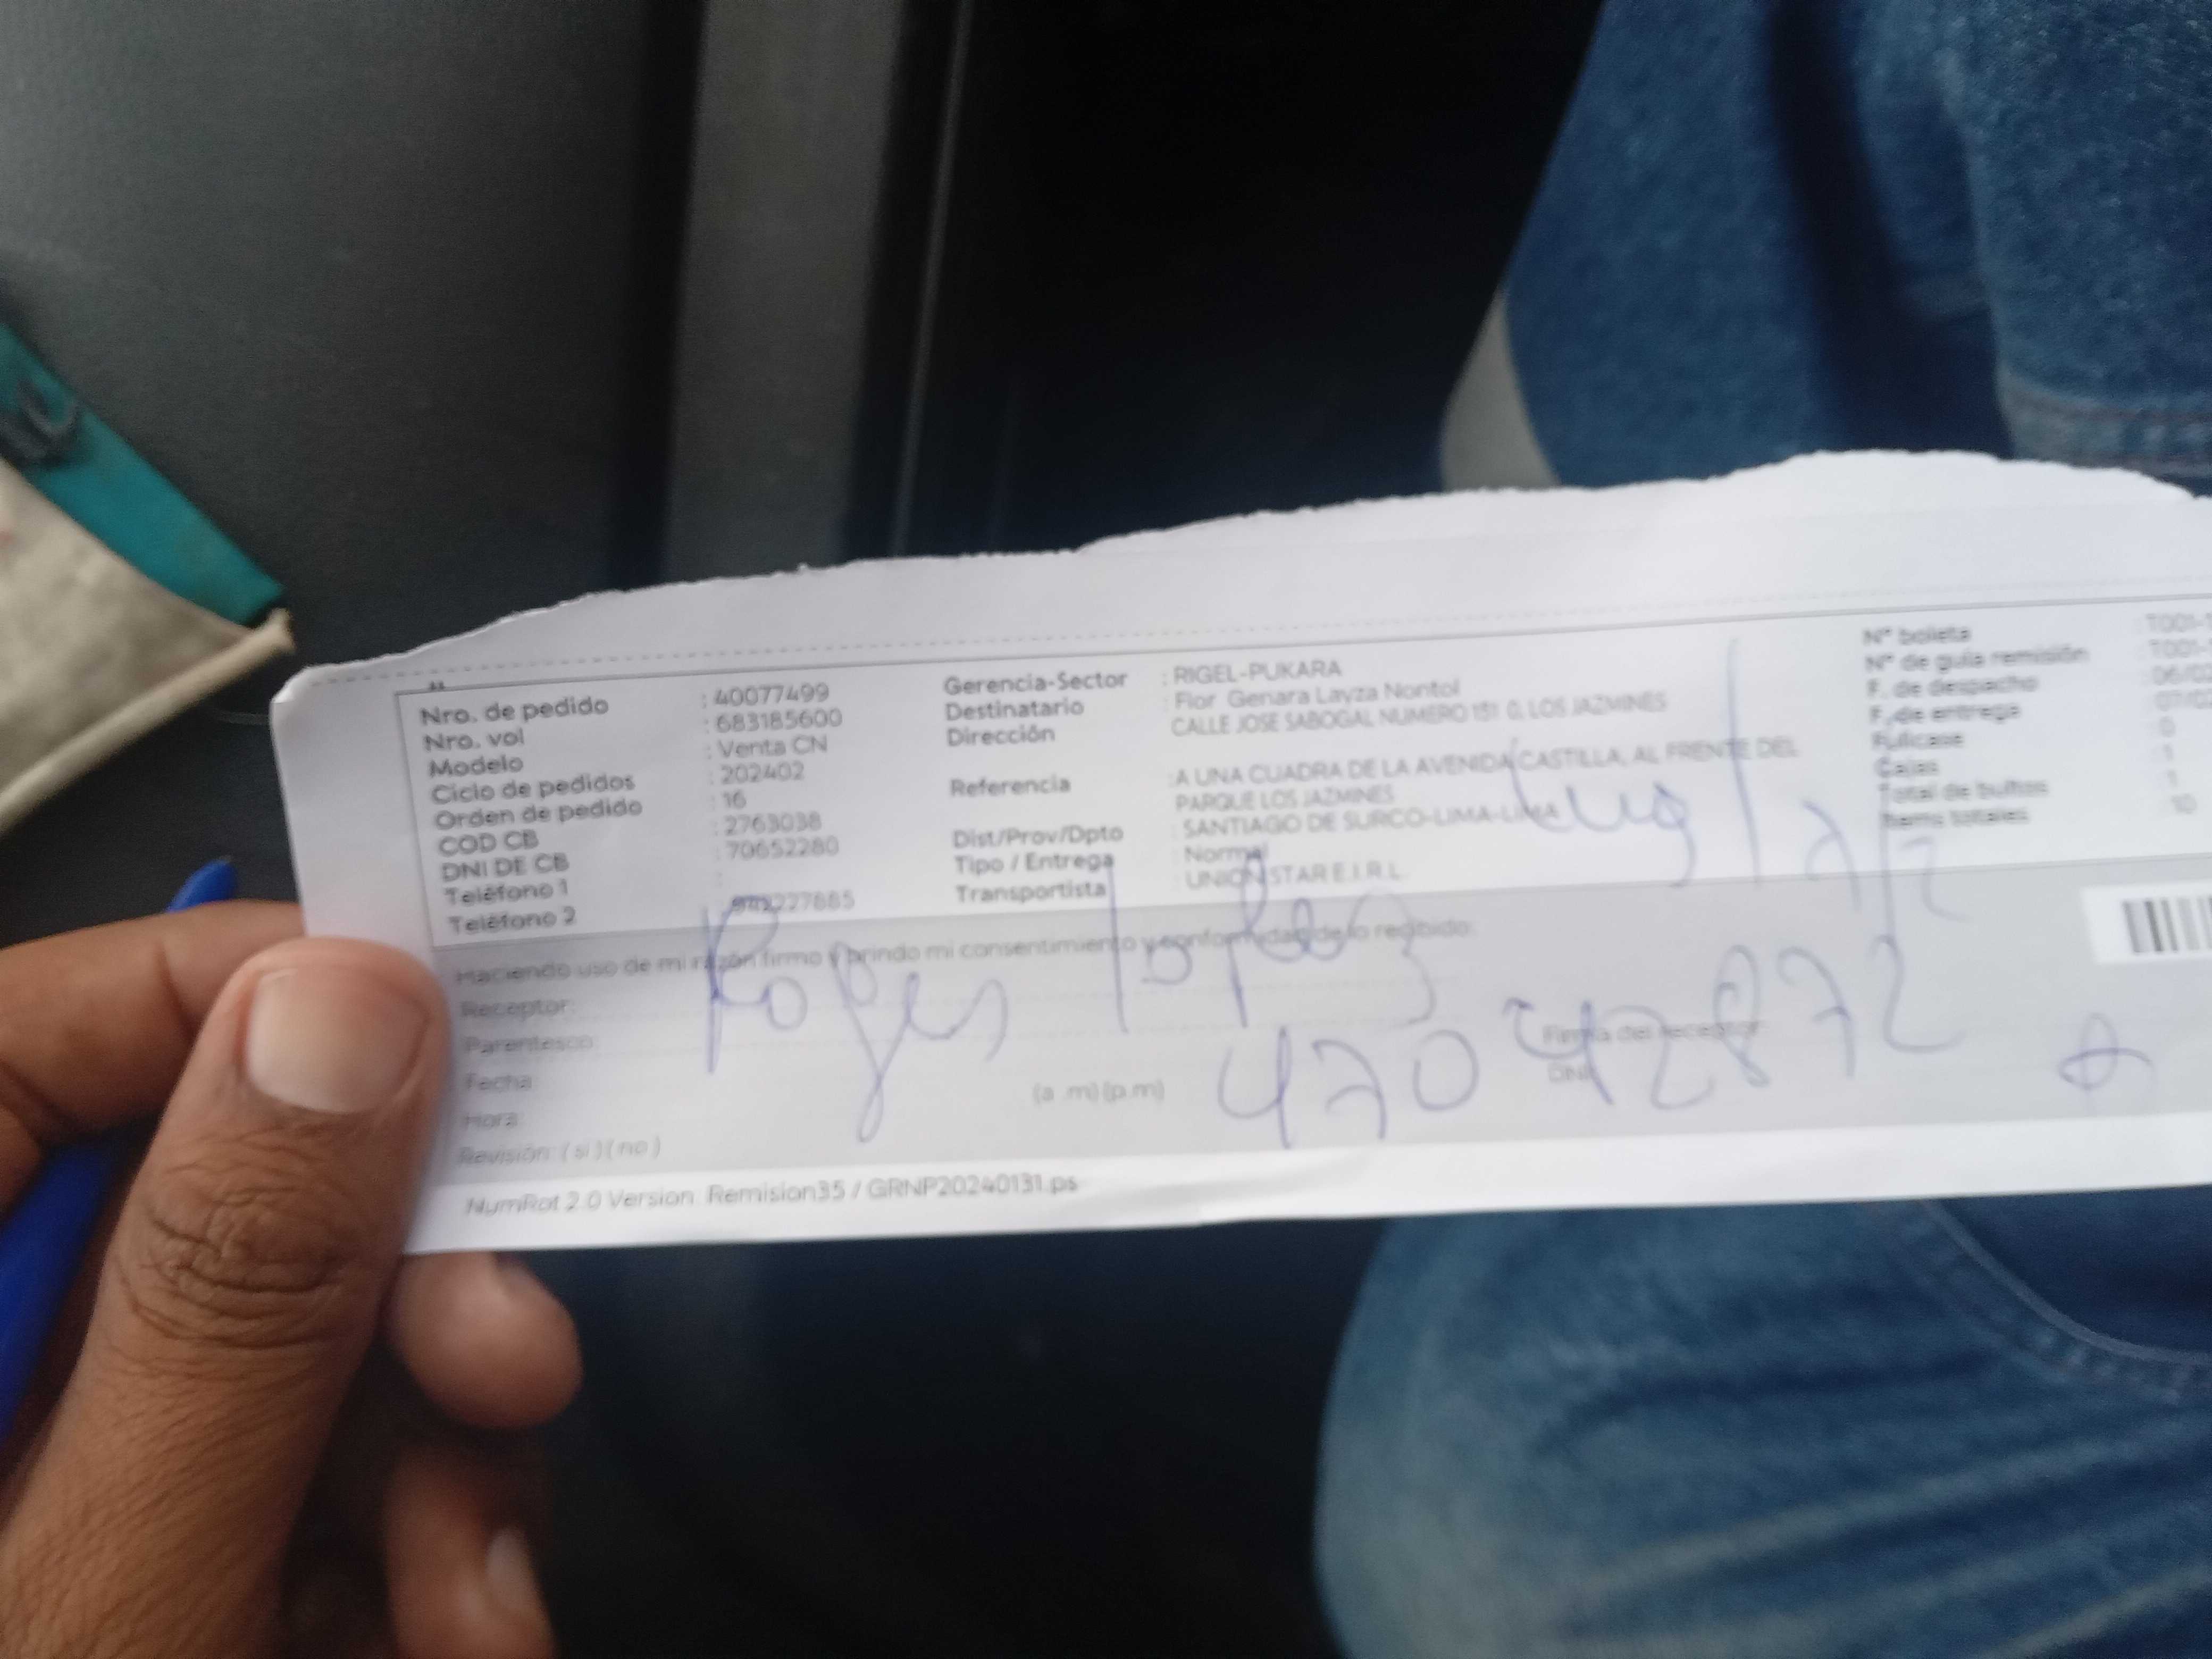 Nro. de pedido : 40077499
Nro. vol : 683185600
Modelo : Venta CN
Ciclo de pedidos : 202402
Orden de pedido : 16
COD CB : 2763038
DNI DE CB : 70652280
Teléfono 1 :
Teléfono 2
Gerencia-Sector : RIGEL-PUKARA
Destinatario : Flor Genara Layza Nontol
Dirección CALLE JOSE SABOGAL NUMERO 151 0, LOS JAZMINES
Referencia : A UNA CUADRA DE LA AVENIDA CASTILLA, AL FRENTE DEL
PARQUE LOS JAZMINES
Dist/Prov/Dpto : SANTIAGO DE SURCO-LIMA-LIMA
Tipo / Entrega : Normal
Transportista : UNION STAR E.I.R.L.
N° boleta : T001-
N° de guía remisión : T001-
F. de despacho : 06/02
F. de entrega : 07/0
Fullcase : 0
Cajas : 1
Total de bultos : 1
Items totales : 10
Haciendo uso de mi razón firmo y brindo mi consentimiento y conformidad de lo recibido:
Receptor:
Parentesco:
Fecha
Hora:
(a .m) (p.m)
47042872
Firma del receptor
DNI
Revisión: ( si ) ( no )
NumRot 2.0 Version Remision35 / GRNP20240131.ps